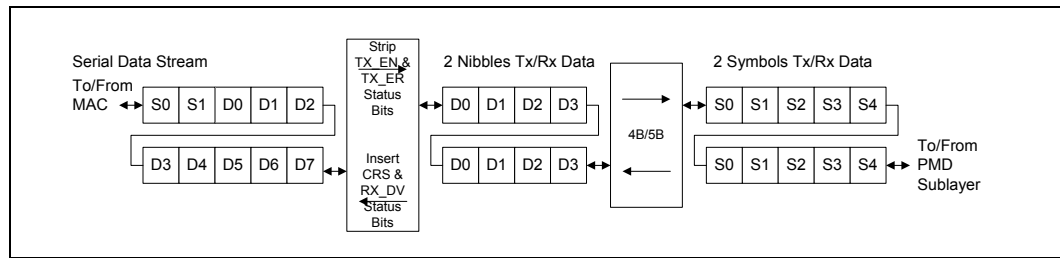 Serial Data Stream
To/From
MAC
S0 S1 D0 D1 D2
D3 D4 D5 D6 D7
Strip
TX_EN &
TX_ER
Status
Bits
Insert
CRS &
RX_DV
Status
Bits
2 Nibbles Tx/Rx Data
D0 D1 D2 D3
D0 D1 D2 D3
4B/5B
2 Symbols Tx/Rx Data
S0 S1 S2 S3 S4
S0 S1 S2 S3 S4
To/From
PMD
Sublayer